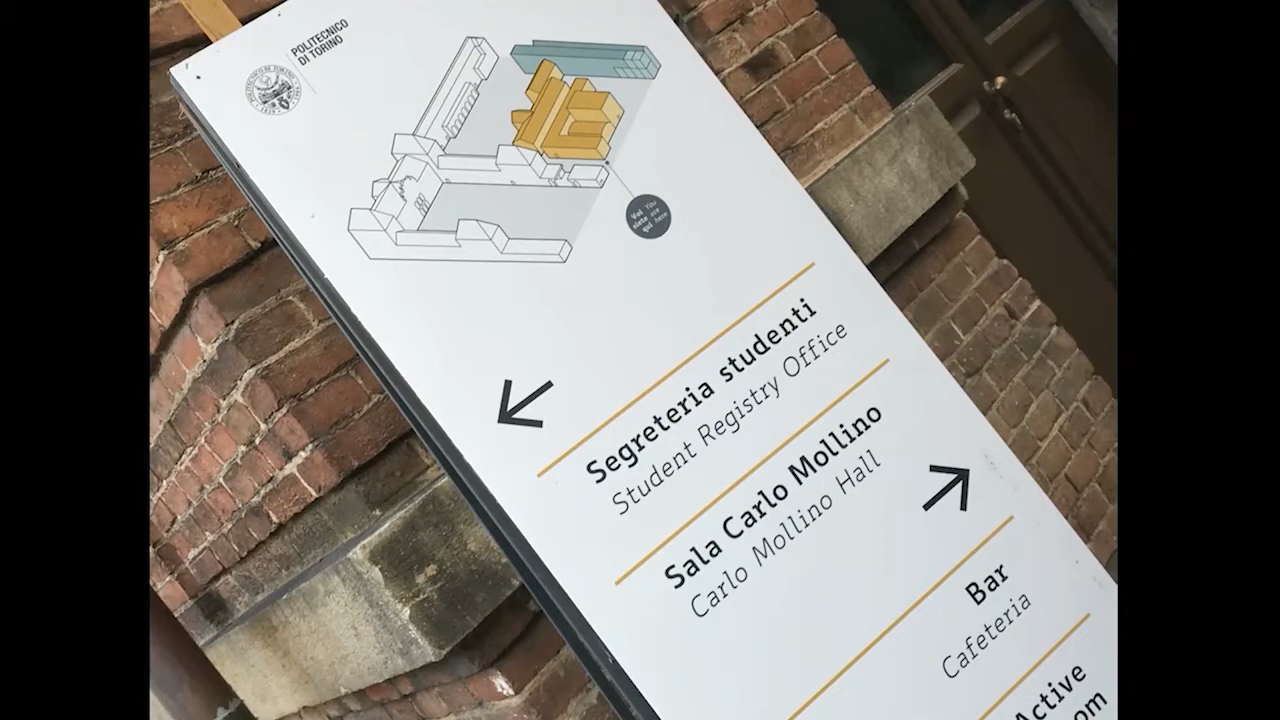 POLITECNICO
DI TORINO
Voi You
siete are
qui here
Segreteria studenti
Student Registry Office
Sala Carlo Mollino
Carlo Mollino Hall
Bar
Cafeteria
Active